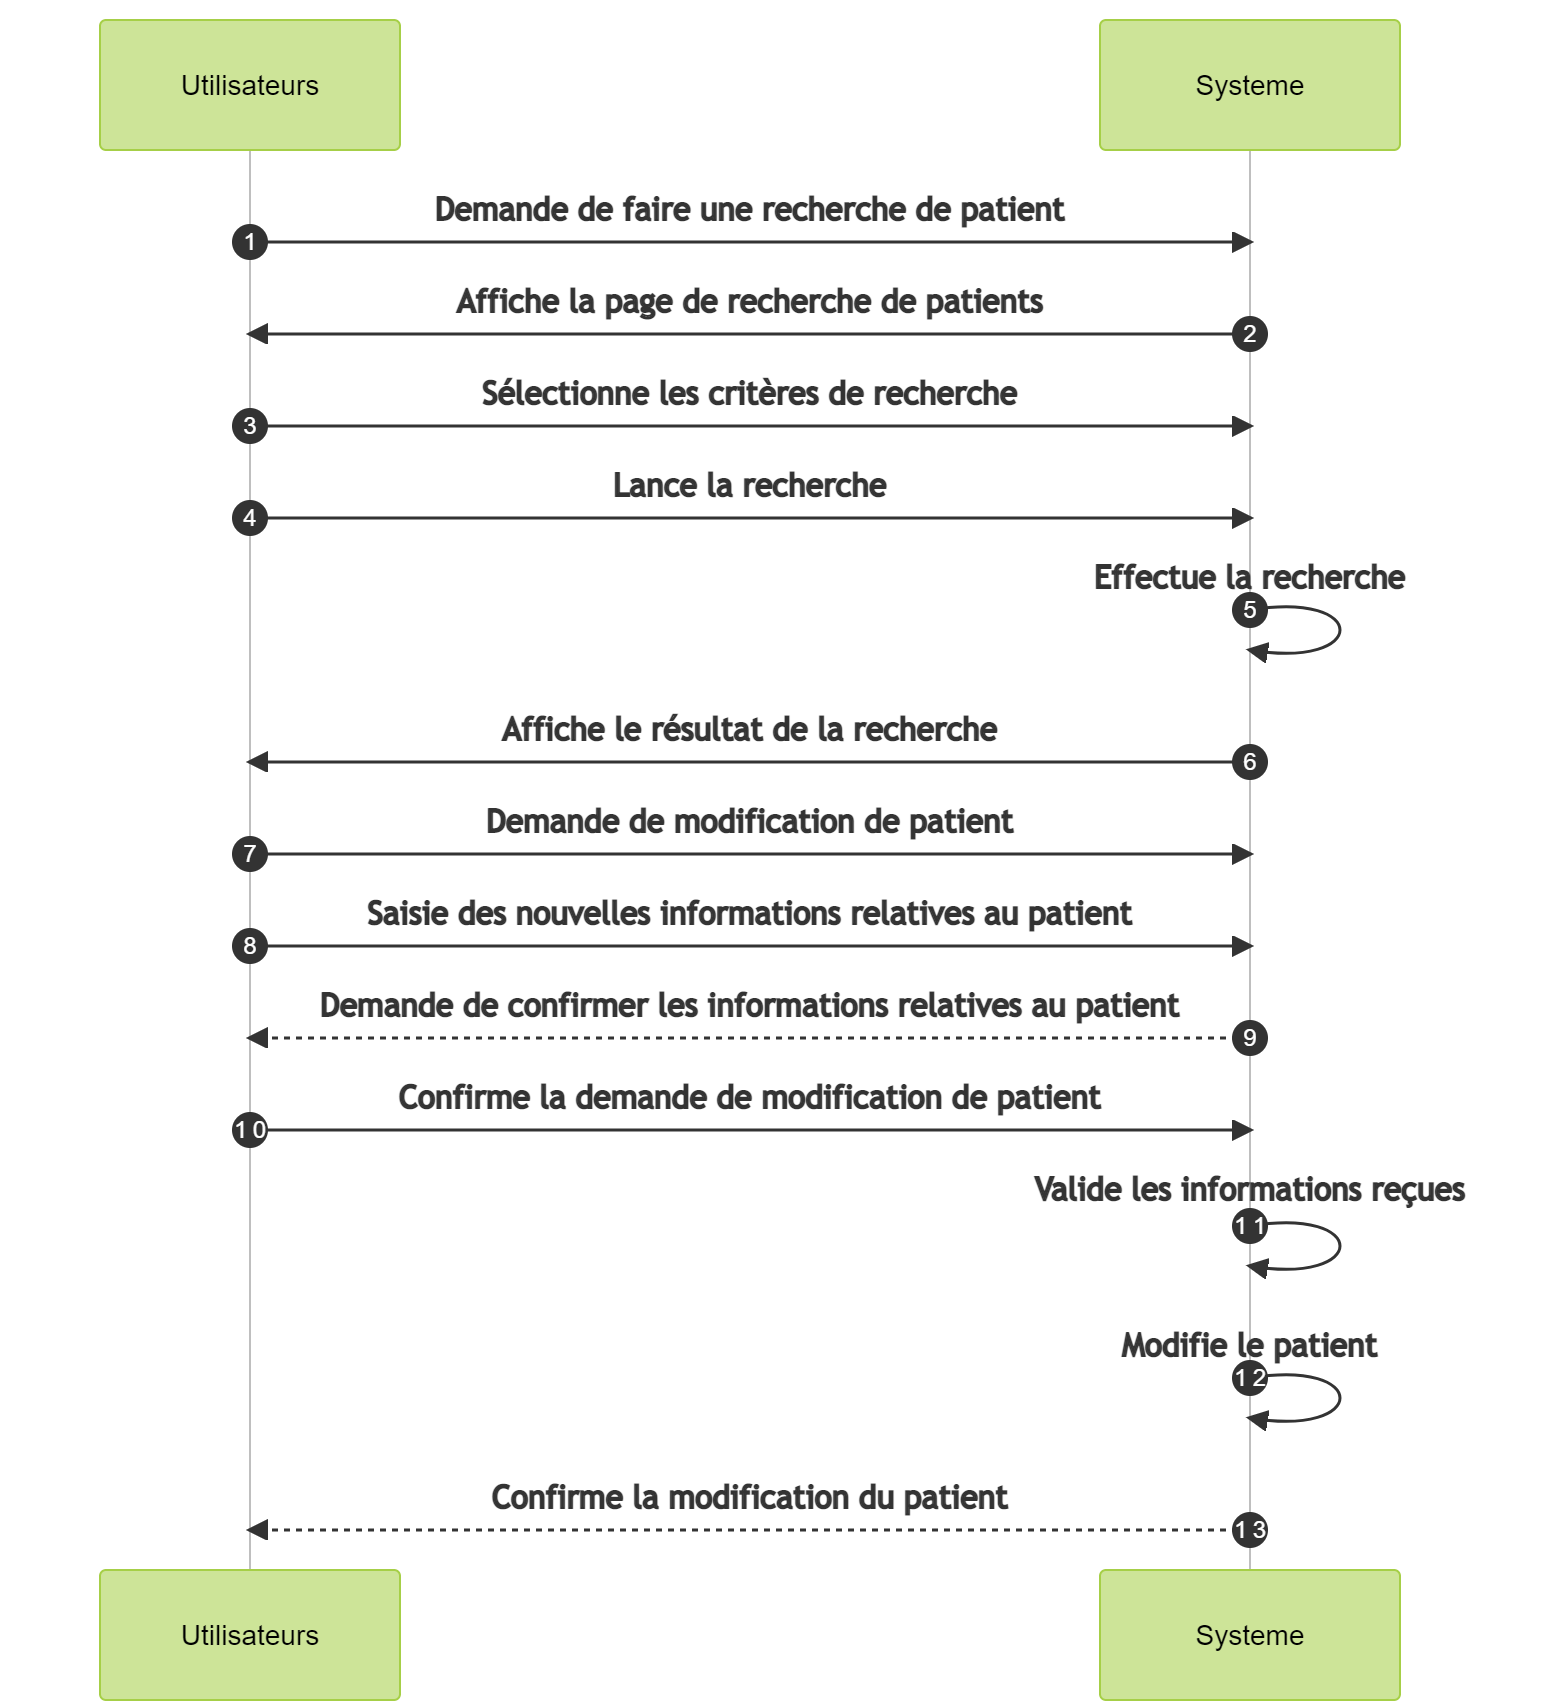 Utilisateurs
Systeme
Demande de faire une recherche de patient
1
Affiche la page de recherche de patients
2
Sélectionne les critères de recherche
3
Lance la recherche
4
Effectue la recherche
5
Affiche le résultat de la recherche
6
Demande de modification de patient
7
Saisie des nouvelles informations relatives au patient
8
Demande de confirmer les informations relatives au patient
9
Confirme la demande de modification de patient
10
Valide les informations reçues
11
Modifie le patient
12
Confirme la modification du patient
13
Utilisateurs
Systeme